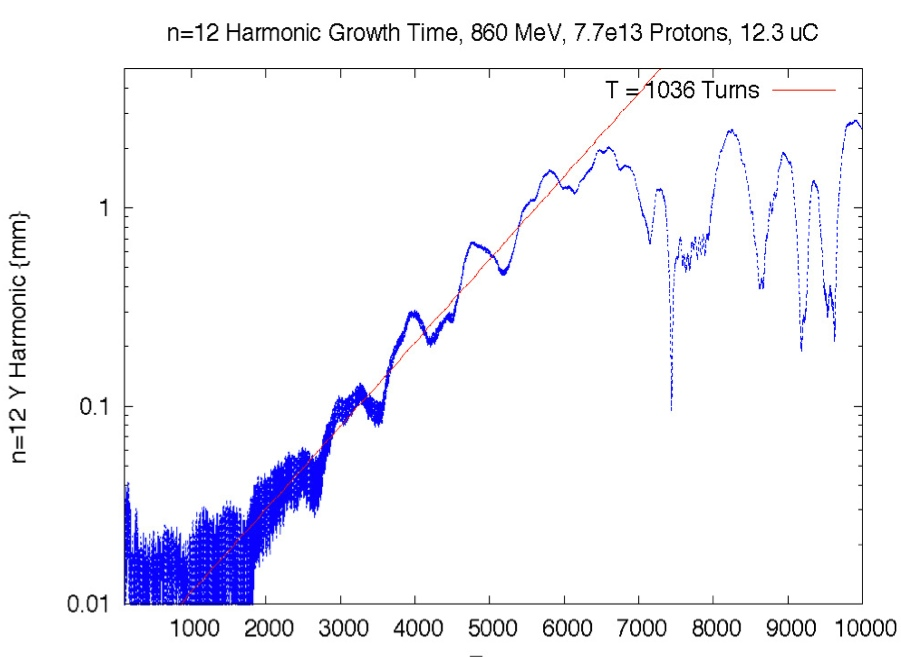 n=12 Harmonic Growth Time, 860 MeV, 7.7e13 Protons, 12.3 uC
T = 1036 Turns
n=12 Y Harmonic {mm}
1
0.1
0.01
1000 2000 3000 4000 5000 6000 7000 8000 9000 10000